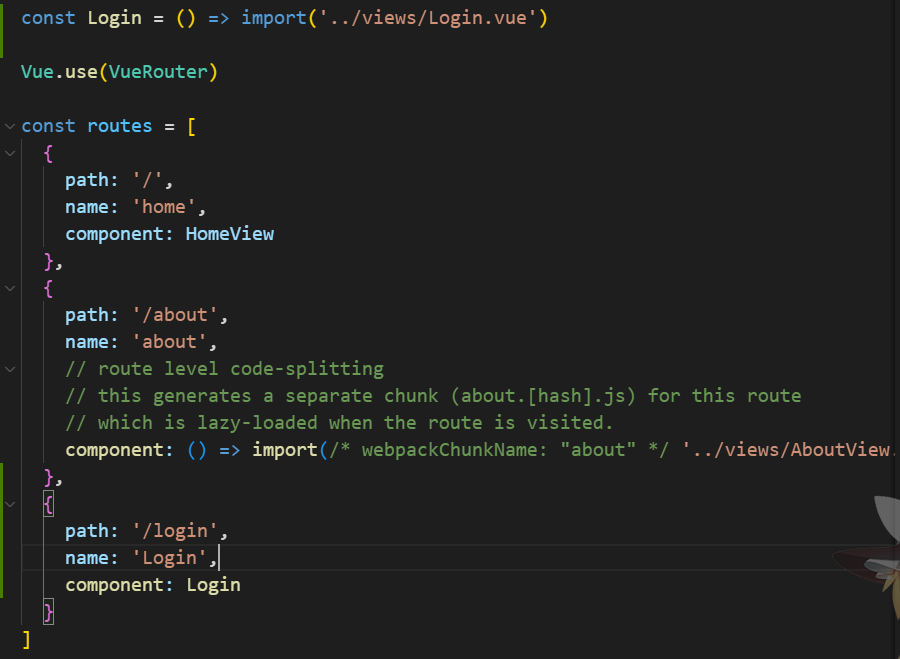 const Login = () => import('../views/Login.vue')
Vue.use(VueRouter)
const routes = [
{
path: '/',
name: 'home',
component: HomeView
},
{
path: '/about',
name: 'about',
// route level code-splitting
// this generates a separate chunk (about.[hash].js) for this route
// which is lazy-loaded when the route is visited.
component: () => import(/* webpackChunkName: "about" */ '../views/AboutView.
},
{
path: '/login',
name: 'Login',
component: Login
}
]